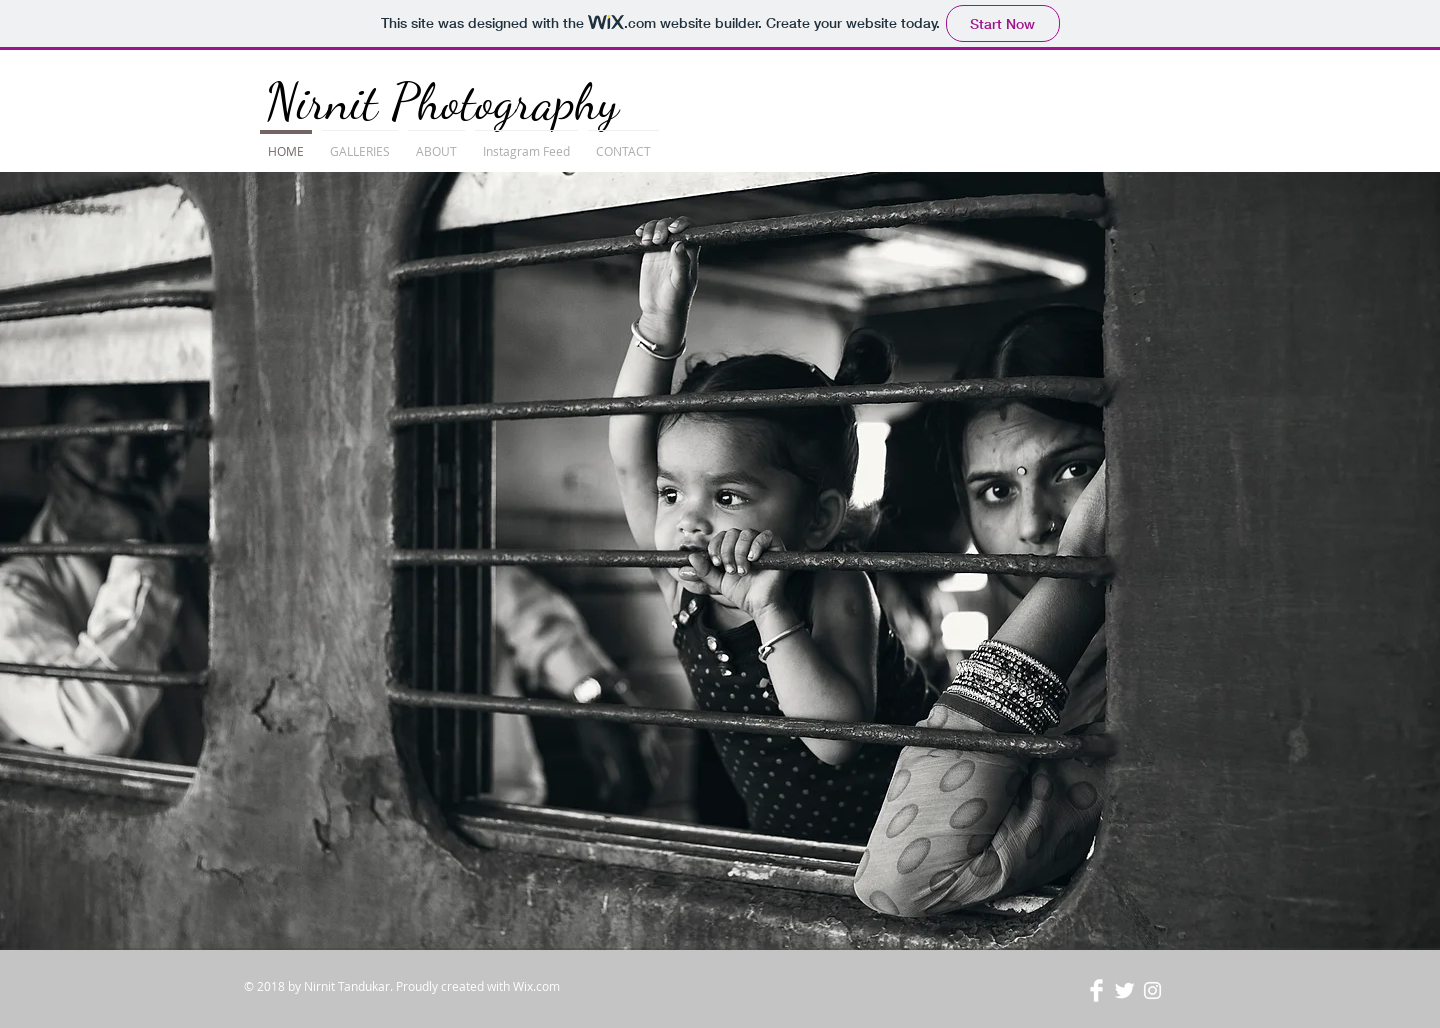 This site was designed with the WiX.com website builder. Create your website today.
Start Now
Nirnit Photography
HOME GALLERIES ABOUT Instagram Feed CONTACT
© 2018 by Nirnit Tandukar. Proudly created with Wix.com